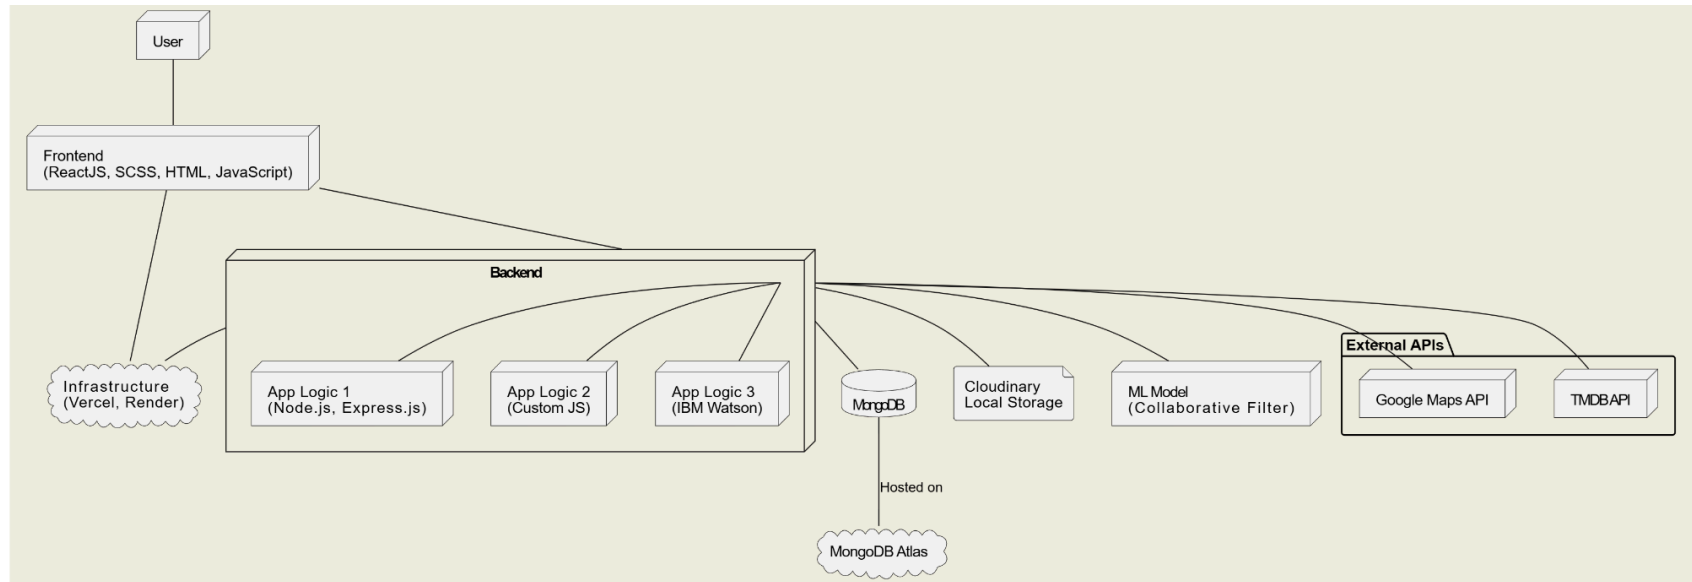 User
Frontend
(ReactJS, SCSS, HTML, JavaScript)
Backend
External APIs
Infrastructure
(Vercel, Render)
App Logic 1
(Node.js, Express.js)
App Logic 2
(Custom JS)
App Logic 3
(IBM Watson)
MongoDB
Cloudinary
Local Storage
ML Model
(Collaborative Filter)
Google Maps API
TMDB API
Hosted on
MongoDB Atlas